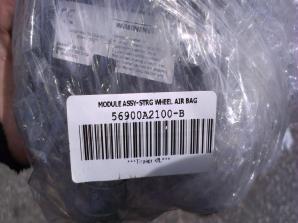 MODULE ASSY-STRG WHEEL AIR BAG
56900A2100-B